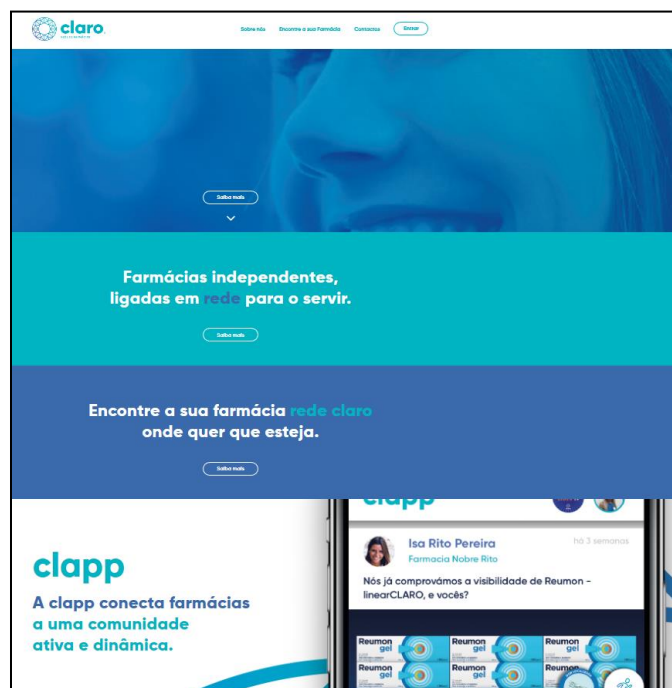 claro.
Sobre nós Encontre a sua Farmácia Contactos Entrar
Saiba mais
Farmácias independentes,
ligadas em rede para o servir.
Saiba mais
Encontre a sua farmácia rede claro
onde quer que esteja.
Saiba mais
clapp
Isa Rito Pereira há 3 semanas
Farmacia Nobre Rito
Nós já comprovámos a visibilidade de Reumon -
linearCLARO, e vocês?
clapp
A clapp conecta farmácias
a uma comunidade
ativa e dinâmica.
Reumon gel Reumon gel Reumon gel
Reumon gel Reumon gel Reumon gel